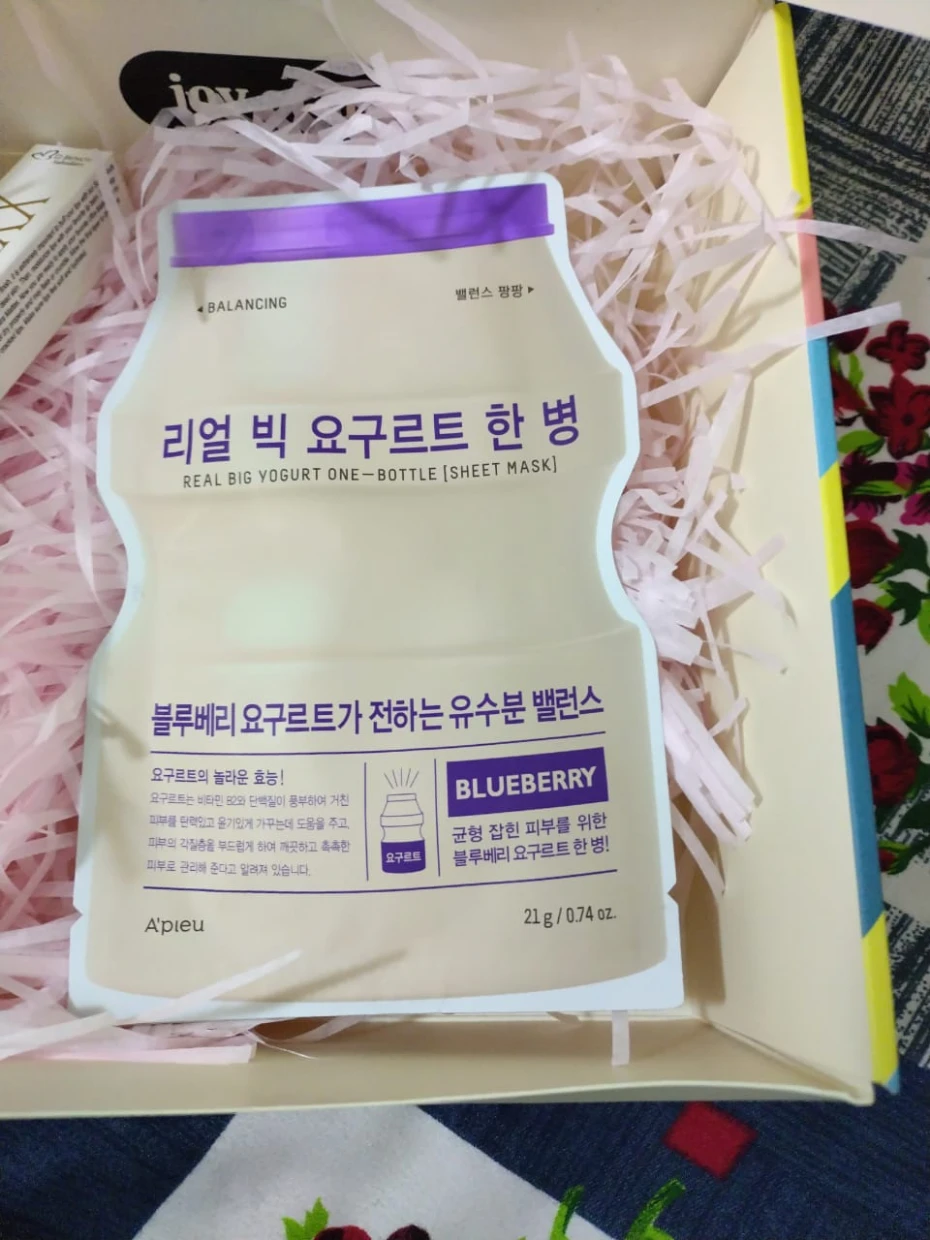 joy
◂ BALANCING
밸런스 팡팡 ▸
리얼 빅 요구르트 한 병
REAL BIG YOGURT ONE—BOTTLE [SHEET MASK]
블루베리 요구르트가 전하는 유수분 밸런스
요구르트의 놀라운 효능!
요구르트는 비타민 B2와 단백질이 풍부하여 거친
피부를 탄력있고 윤기있게 가꾸는데 도움을 주고,
피부의 각질층을 부드럽게 하여 깨끗하고 촉촉한
피부로 관리해 준다고 알려져 있습니다.
요구르트
BLUEBERRY
균형 잡힌 피부를 위한
블루베리 요구르트 한 병!
A'pieu
21 g / 0.74 oz.